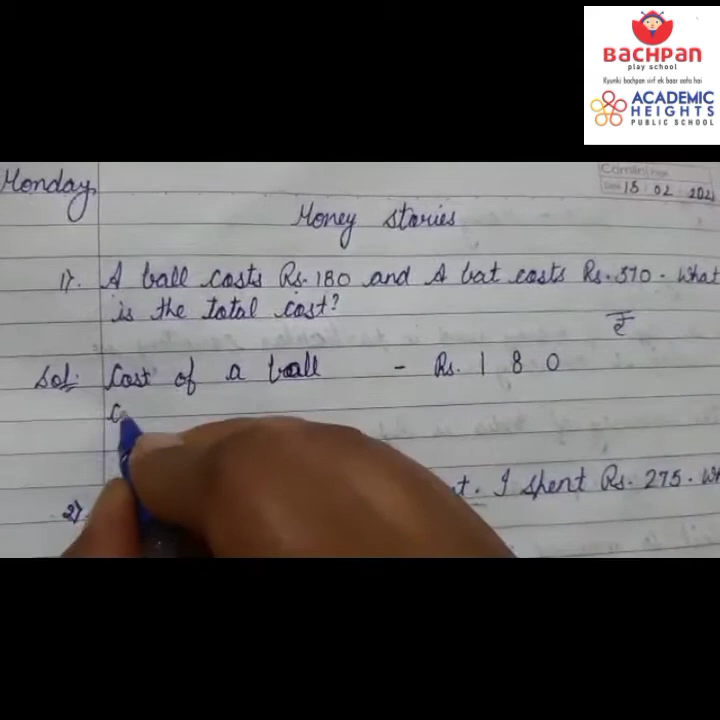 BACHPAN
play school
Kyunki bachpan sirf ek baar aata hai
ACADEMIC
HEIGHTS
PUBLIC SCHOOL
Monday
15 02 2021
Money stories
1). A ball costs Rs. 180 and A bat costs Rs. 370. What
is the total cost?
₹
Sol: Cost of a ball - Rs. 1 8 0
C
2) I spent Rs. 275.